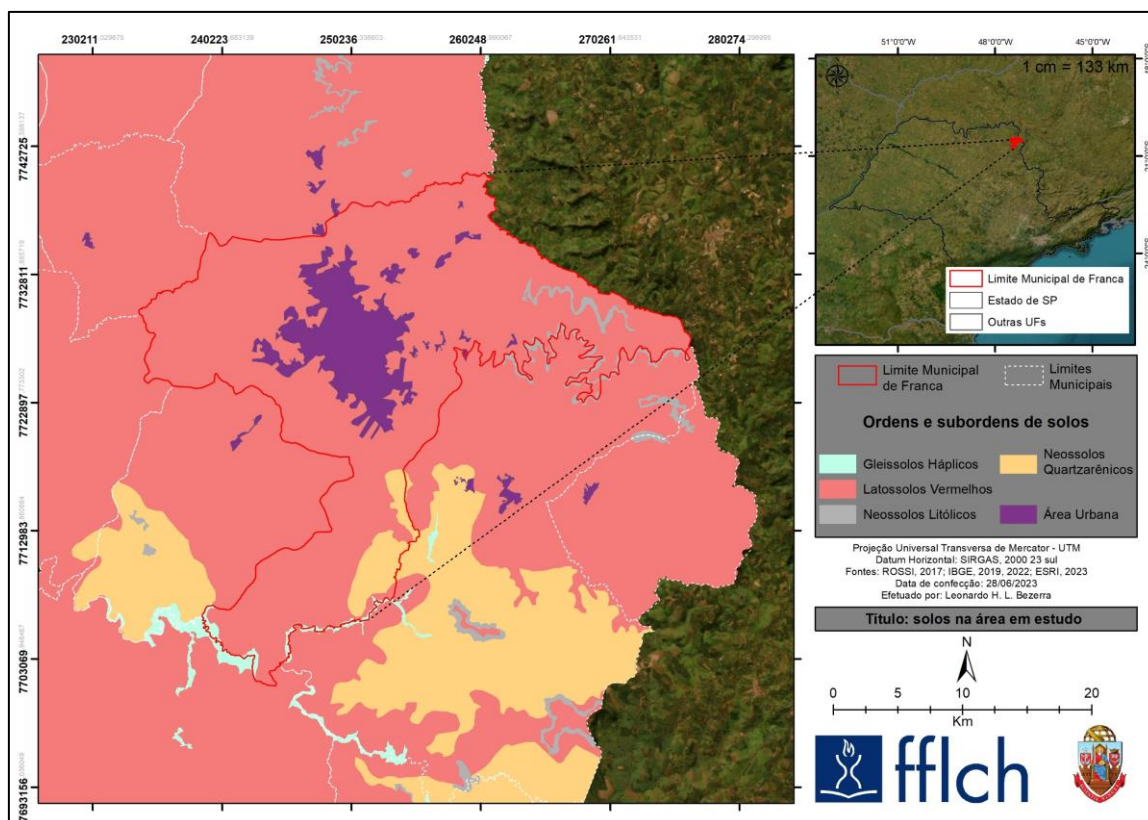 230211,029875
240223,683139
250236
260248
270261,643531
280274
7742725
7732811
7722897
7712983
7703069
7693156
51°0'0"W
48°0'0"W
45°0'0"W
1 cm = 133 km
Limite Municipal de Franca
Estado de SP
Outras UFs
Limite Municipal
de Franca
Limites
Municipais
Ordens e subordens de solos
Gleissolos Háplicos
Latossolos Vermelhos
Neossolos Litólicos
Neossolos
Quartzarênicos
Área Urbana
Projeção Universal Transversa de Mercator - UTM
Datum Horizontal: SIRGAS, 2000 23 sul
Fontes: ROSSI, 2017; IBGE, 2019, 2022; ESRI, 2023
Data de confecção: 28/06/2023
Efetuado por: Leonardo H. L. Bezerra
Título: solos na área em estudo
N
0 5 10 20
Km
fflch